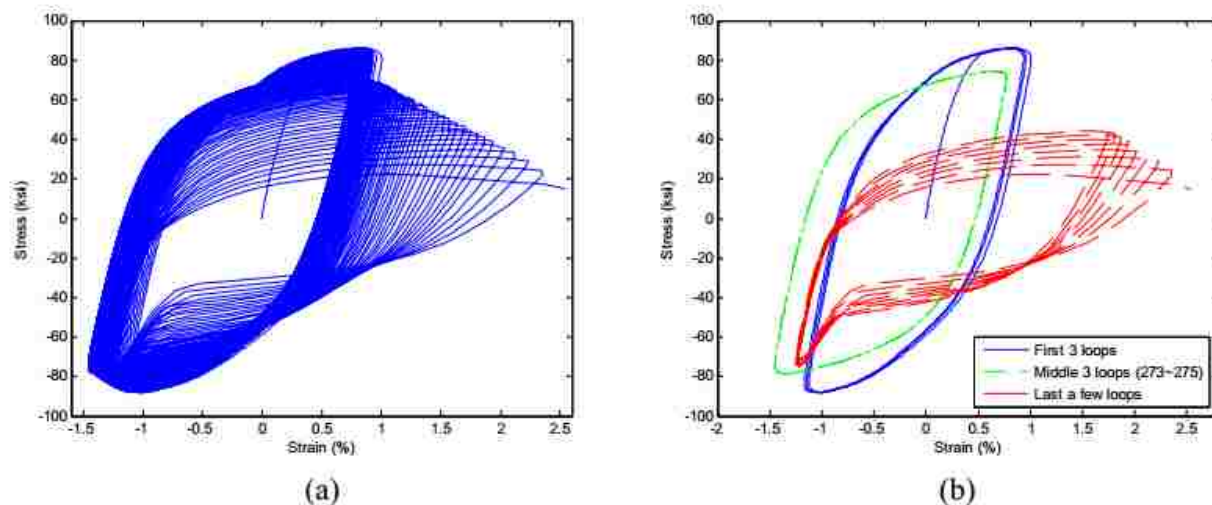 100
80
60
40
20
0
-20
-40
-60
-80
-100
Stress (ksi)
-1.5 -1 -0.5 0 0.5 1 1.5 2 2.5
Strain (%)
(a)
100
80
60
40
20
0
-20
-40
-60
-80
-100
Stress (ksi)
First 3 loops
Middle 3 loops (273~275)
Last a few loops
-2 -1.5 -1 -0.5 0 0.5 1 1.5 2 2.5
Strain (%)
(b)